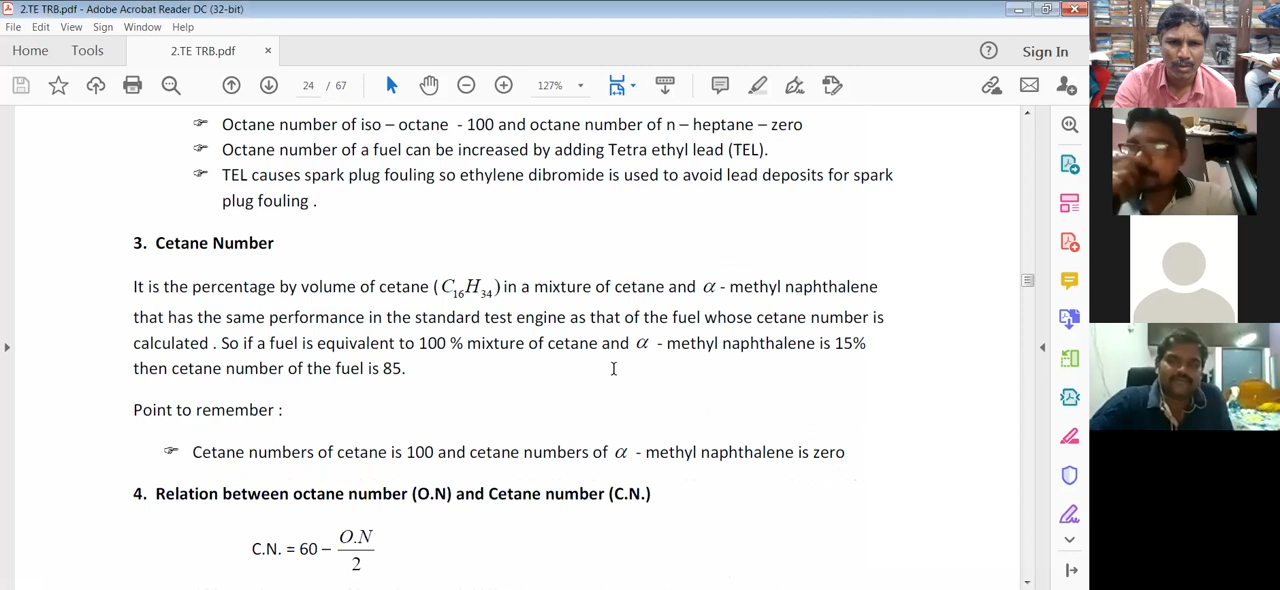 2.TE TRB.pdf - Adobe Acrobat Reader DC (32-bit)
File Edit View Window Help
Home Tools 2.TE TRB.pdf × Sign In
24 / 67 127%
☞ Octane number of iso – octane - 100 and octane number of n – heptane – zero
☞ Octane number of a fuel can be increased by adding Tetra ethyl lead (TEL).
☞ TEL causes spark plug fouling so ethylene dibromide is used to avoid lead deposits for spark
plug fouling .
3. Cetane Number
It is the percentage by volume of cetane (C₁₆H₃₄) in a mixture of cetane and α - methyl naphthalene
that has the same performance in the standard test engine as that of the fuel whose cetane number is
calculated . So if a fuel is equivalent to 100 % mixture of cetane and α - methyl naphthalene is 15%
then cetane number of the fuel is 85.
Point to remember :
☞ Cetane numbers of cetane is 100 and cetane numbers of α - methyl naphthalene is zero
4. Relation between octane number (O.N) and Cetane number (C.N.)
C.N. = 60 – O.N / 2